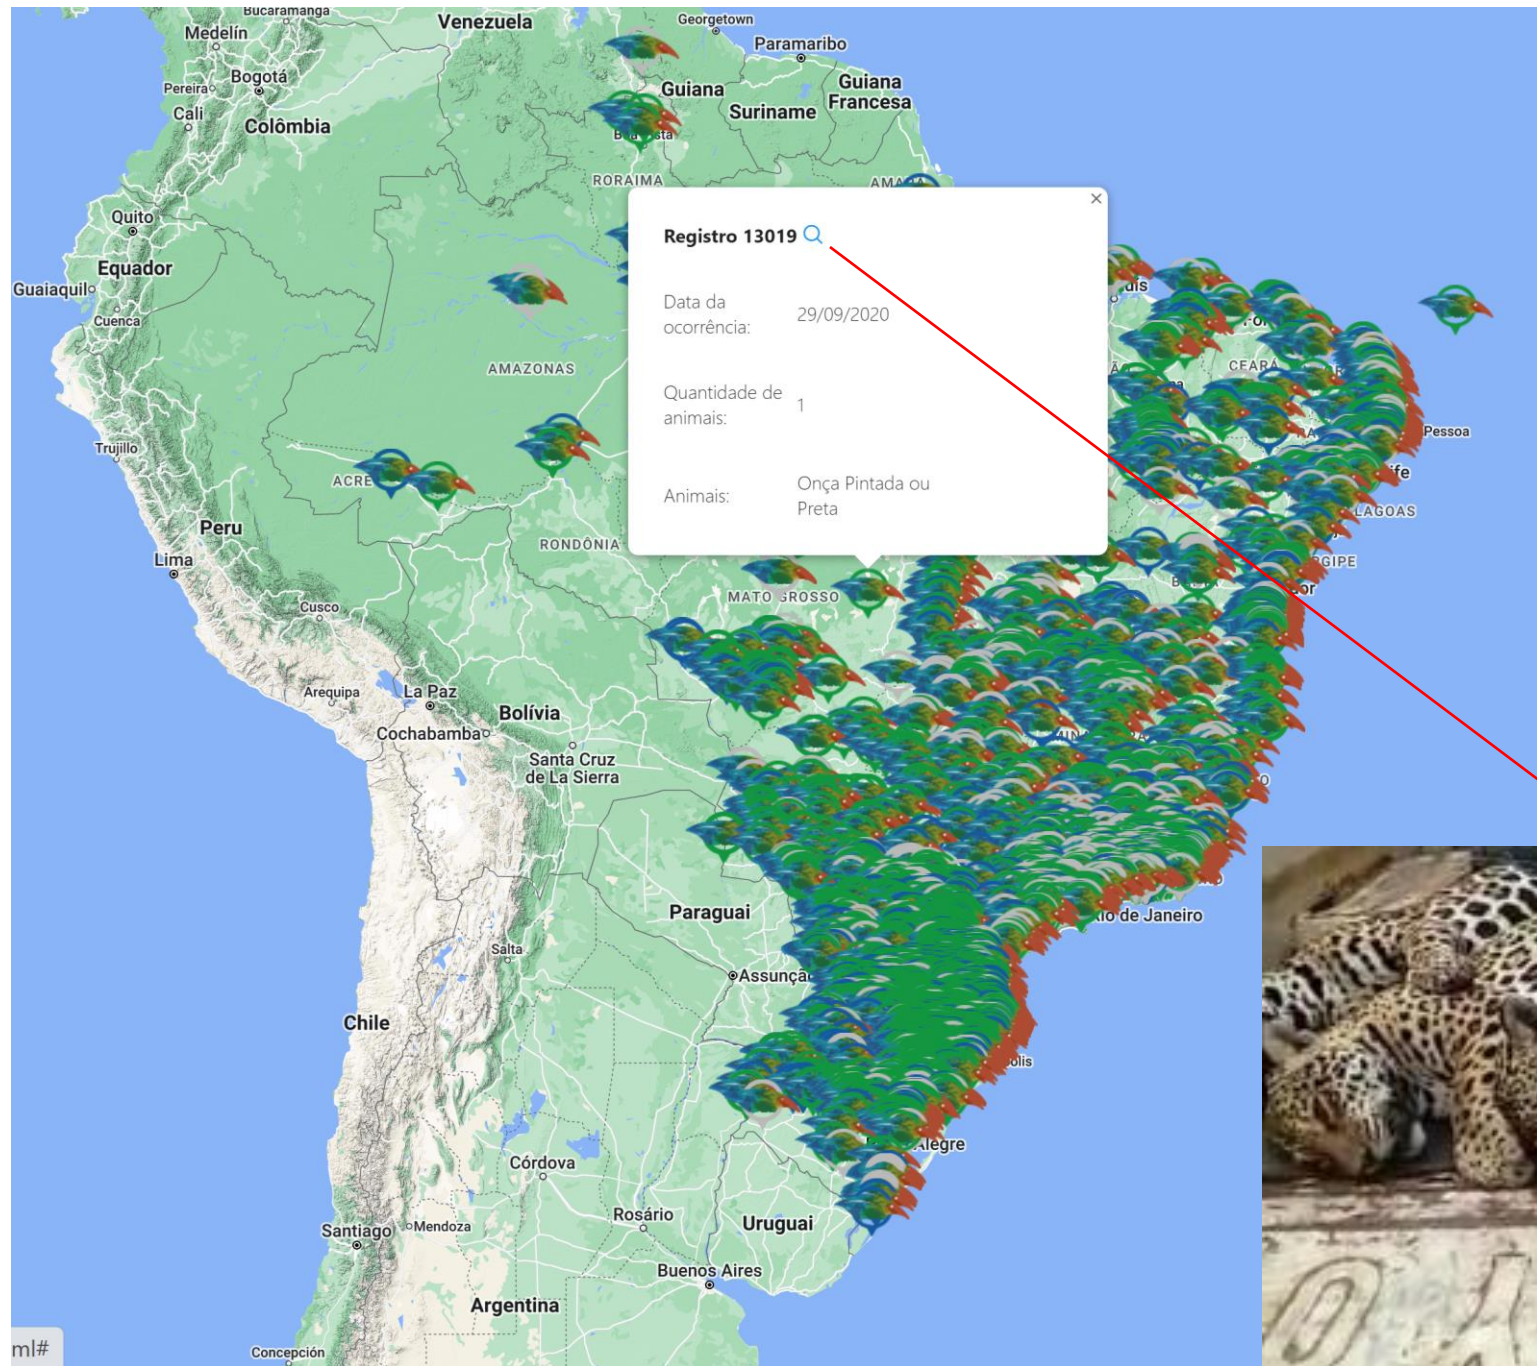 Bucaramanga
Venezuela
Georgetown
Medellín
Paramaribo
Pereira
Bogotá
Guiana
Guiana
Francesa
Cali
Suriname
Colômbia
RORAIMA
Quito
Equador
Guaiaquil
Cuenca
AMAZONAS
Registro 13019
Data da
ocorrência:
29/09/2020
Quantidade de
animais:
1
Animais:
Onça Pintada ou
Preta
×
CEARÁ
Pessoa
Trujillo
ACRE
Peru
RONDÔNIA
Lima
Cusco
MATO GROSSO
Arequipa
La Paz
Bolívia
Cochabamba
Santa Cruz
de La Sierra
Paraguai
Rio de Janeiro
Salta
Assunção
Chile
Alegre
Córdova
Rosário
Uruguai
Santiago
Mendoza
Buenos Aires
Argentina
Concepción
ml#